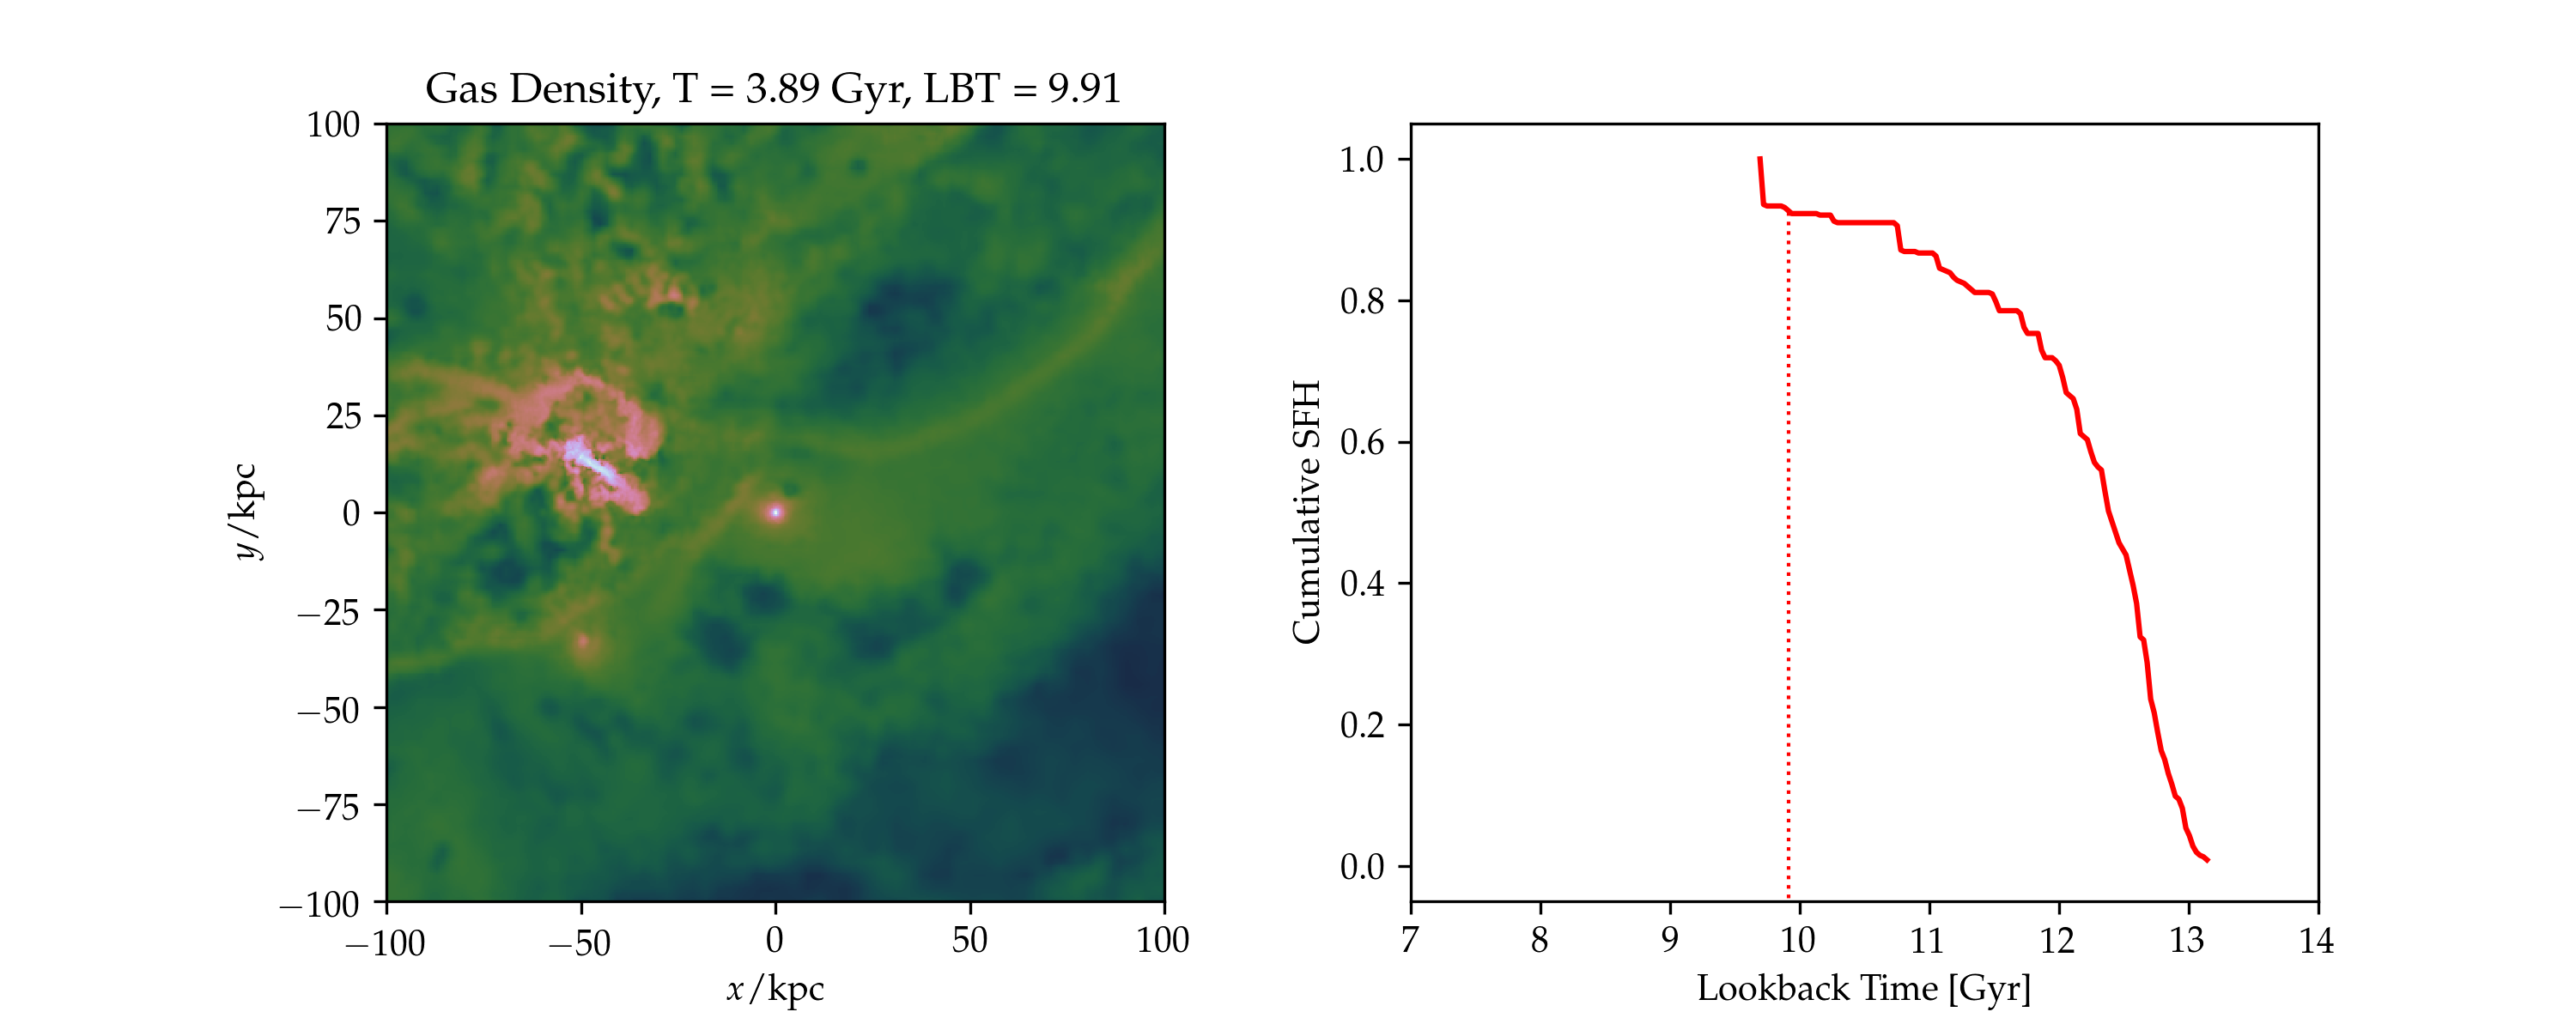 Gas Density, T = 3.89 Gyr, LBT = 9.91
100
75
50
25
0
−25
−50
−75
−100
y/kpc
−100 −50 0 50 100
x/kpc
1.0
0.8
0.6
0.4
0.2
0.0
Cumulative SFH
7 8 9 10 11 12 13 14
Lookback Time [Gyr]